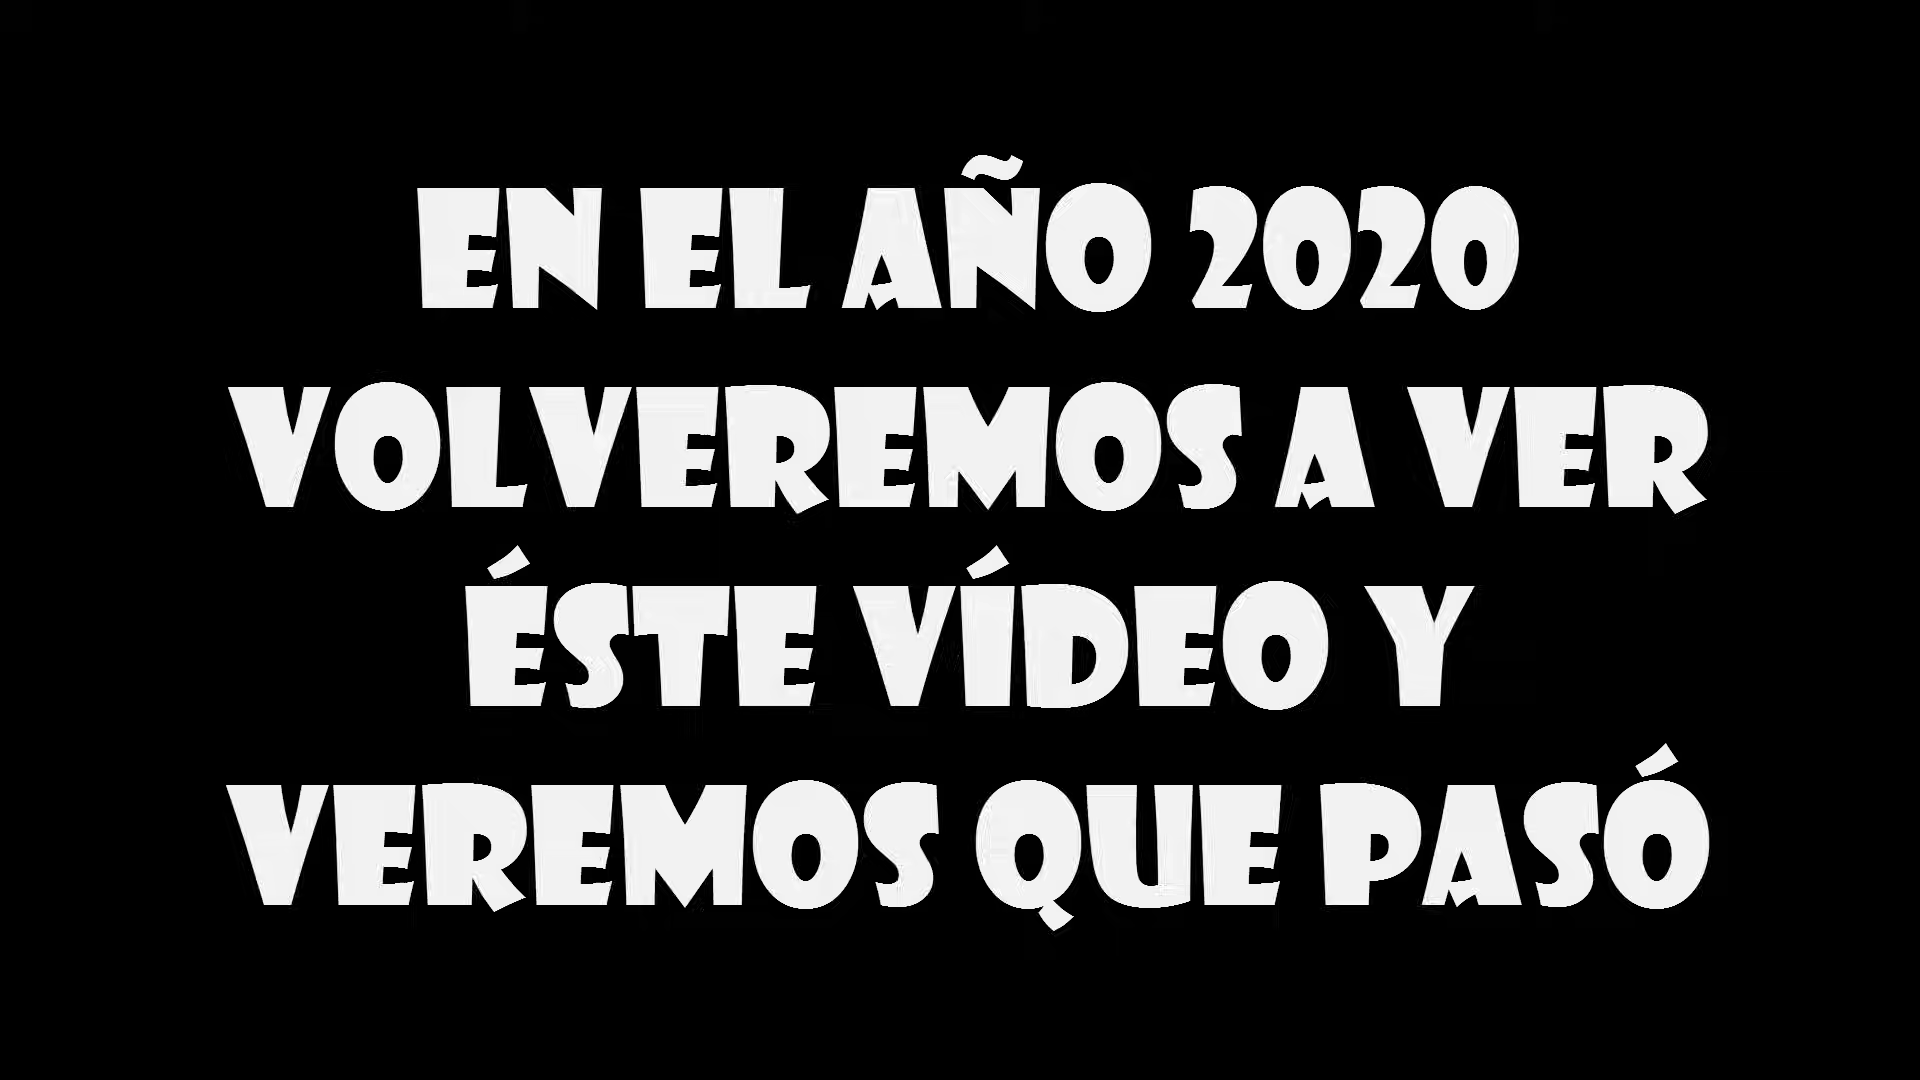 EN EL AÑO 2020
VOLVEREMOS A VER
ÉSTE VÍDEO Y
VEREMOS QUE PASÓ